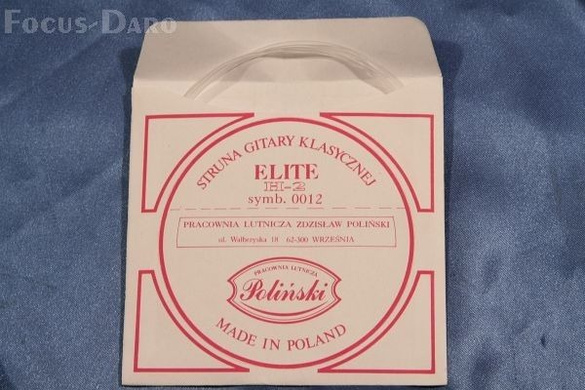 Focus-Daro
STRUNA GITARY KLASYCZNEJ
ELITE
H-2
symb. 0012
PRACOWNIA LUTNICZA ZDZISŁAW POLIŃSKI
ul. Wałbrzyska 18 62-300 WRZEŚNIA
PRACOWNIA LUTNICZA
Poliński
MADE IN POLAND